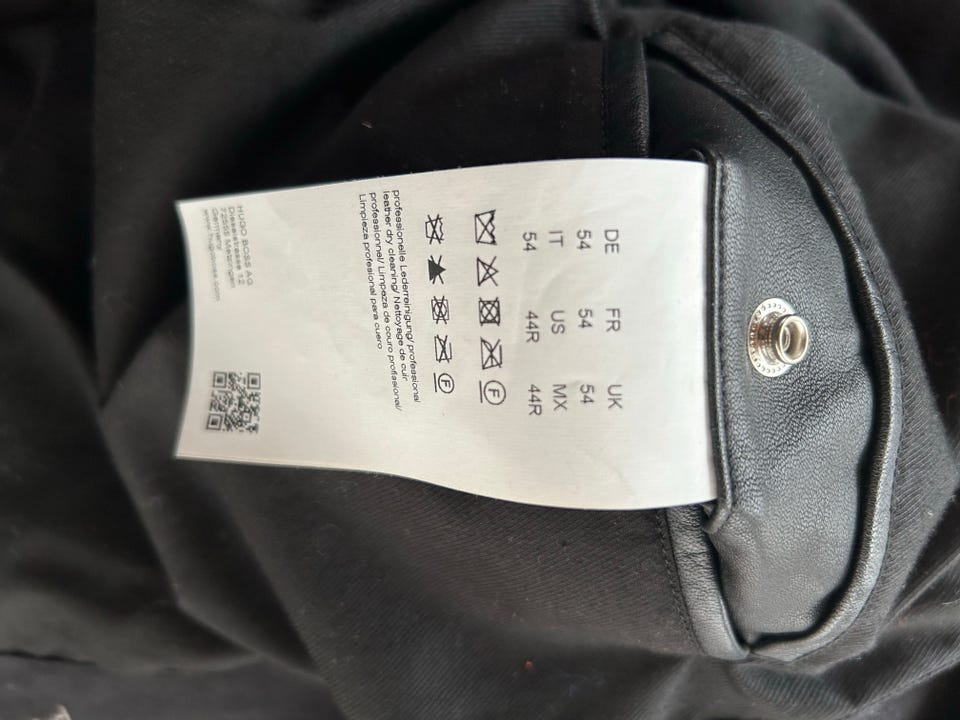 DE FR UK
54 54 54
IT US MX
54 44R 44R
F
F
professionelle Lederreinigung/ professional
leather dry cleaning/ Nettoyage de cuir
professionnel/ Limpeza de couro profissional/
Limpieza profesional para cuero
HUGO BOSS AG
Dieselstrasse 12
72555 Metzingen
Germany
www.hugoboss.com